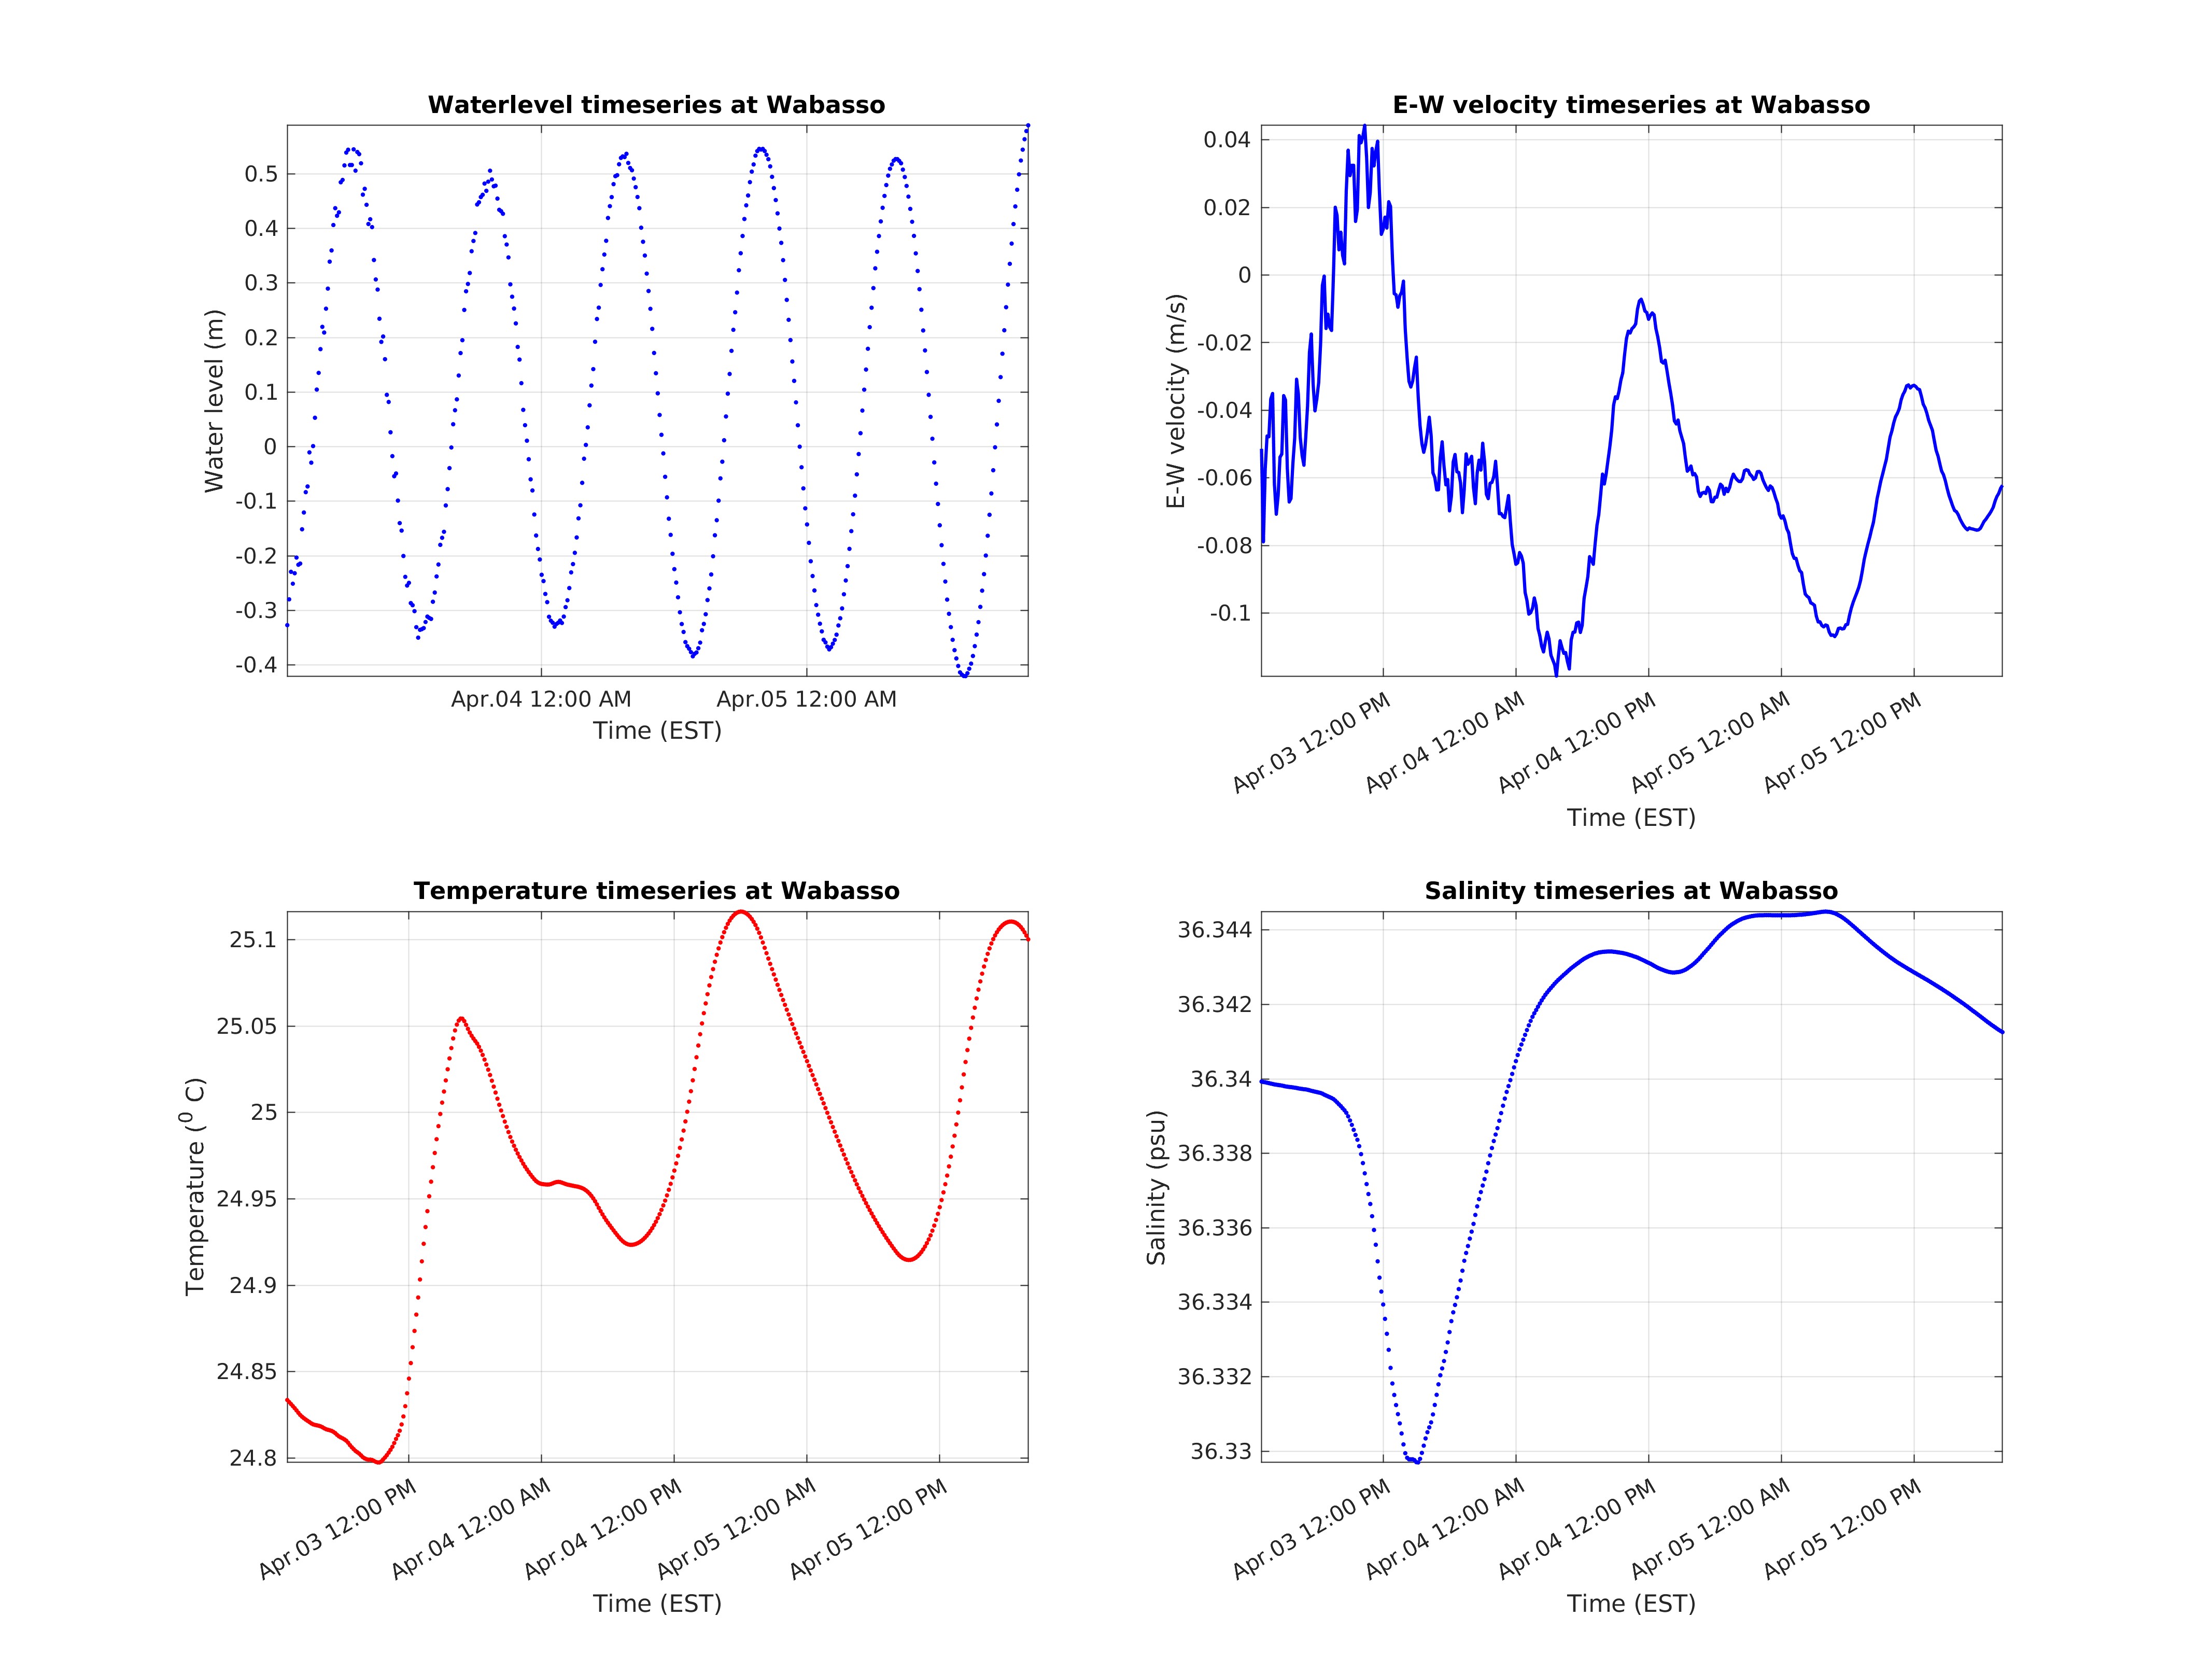 Waterlevel timeseries at Wabasso
0.5
0.4
0.3
0.2
0.1
0
-0.1
-0.2
-0.3
-0.4
Water level (m)
Apr.04 12:00 AM
Apr.05 12:00 AM
Time (EST)
E-W velocity timeseries at Wabasso
0.04
0.02
0
-0.02
-0.04
-0.06
-0.08
-0.1
E-W velocity (m/s)
Apr.03 12:00 PM
Apr.04 12:00 AM
Apr.04 12:00 PM
Apr.05 12:00 AM
Apr.05 12:00 PM
Time (EST)
Temperature timeseries at Wabasso
25.1
25.05
25
24.95
24.9
24.85
24.8
Temperature (⁰ C)
Apr.03 12:00 PM
Apr.04 12:00 AM
Apr.04 12:00 PM
Apr.05 12:00 AM
Apr.05 12:00 PM
Time (EST)
Salinity timeseries at Wabasso
36.344
36.342
36.34
36.338
36.336
36.334
36.332
36.33
Salinity (psu)
Apr.03 12:00 PM
Apr.04 12:00 AM
Apr.04 12:00 PM
Apr.05 12:00 AM
Apr.05 12:00 PM
Time (EST)